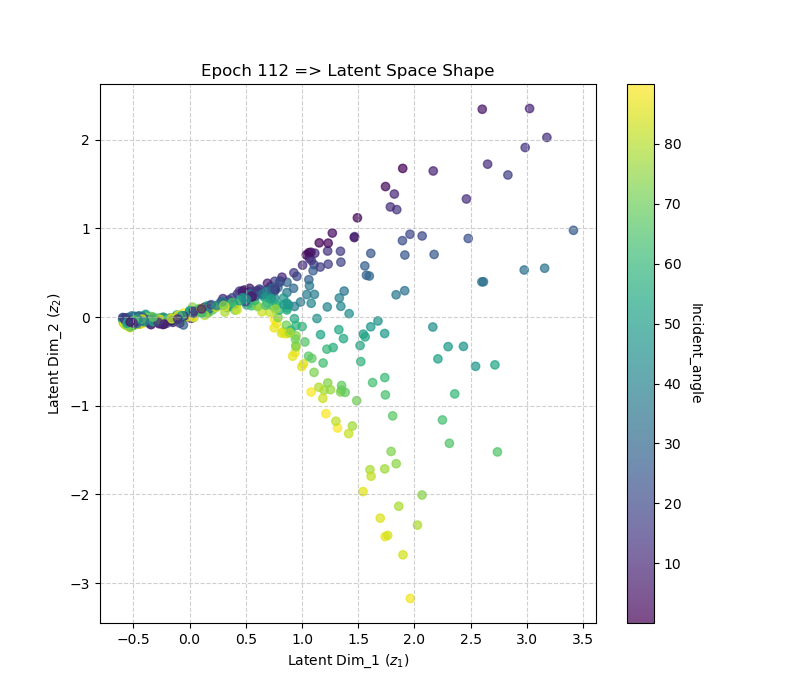 Epoch 112 => Latent Space Shape
2
1
0
−1
−2
−3
Latent Dim_2 (z₂)
−0.5 0.0 0.5 1.0 1.5 2.0 2.5 3.0 3.5
Latent Dim_1 (z₁)
80
70
60
50
40
30
20
10
Incident_angle